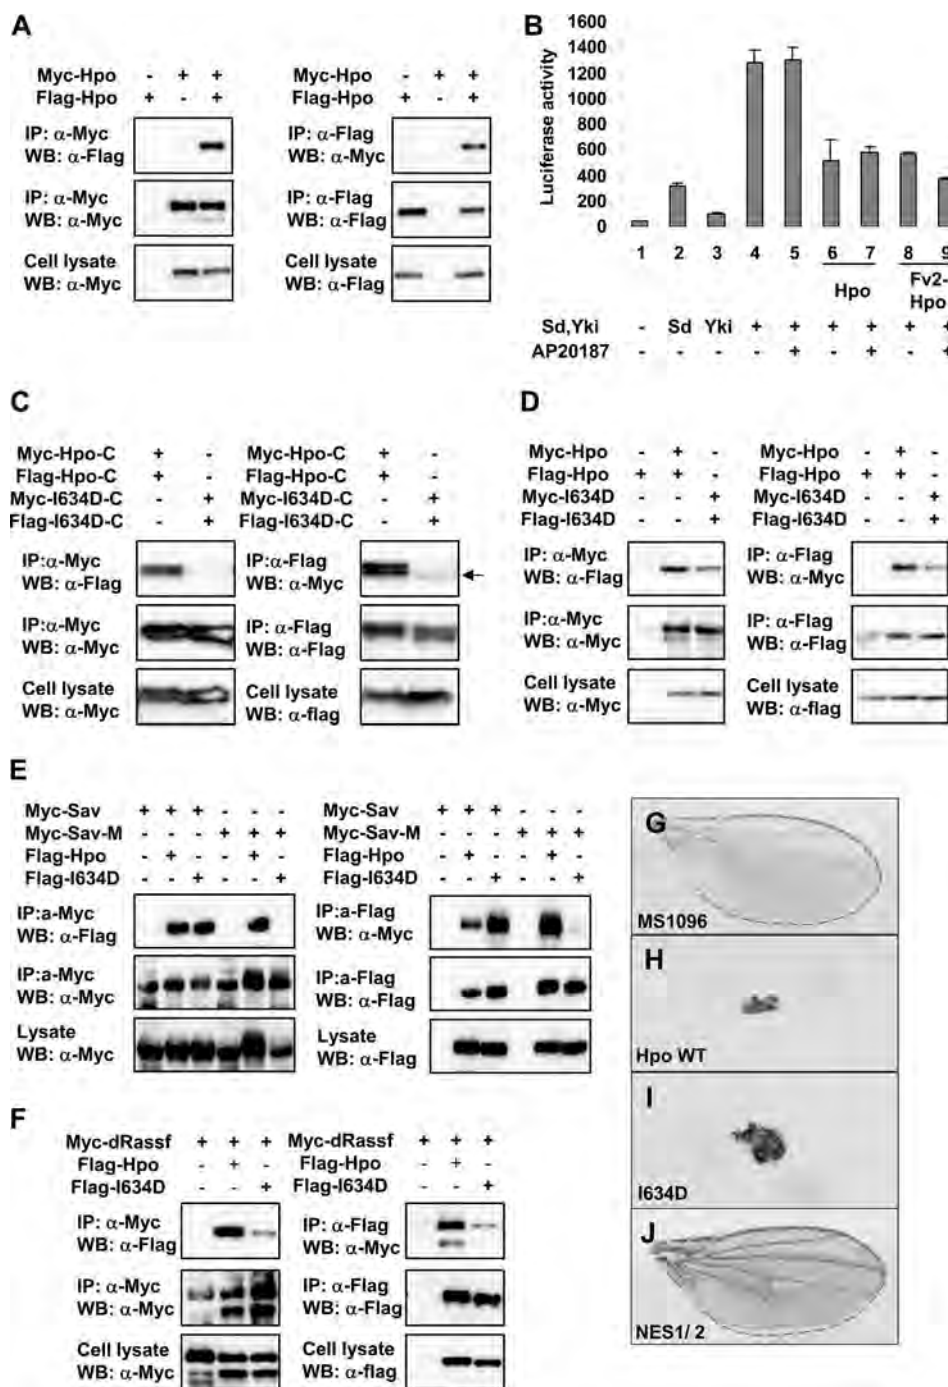 A
Myc-Hpo - + +
Flag-Hpo + - +
IP: α-Myc
WB: α-Flag
IP: α-Myc
WB: α-Myc
Cell lysate
WB: α-Myc
Myc-Hpo - + +
Flag-Hpo + - +
IP: α-Flag
WB: α-Myc
IP: α-Flag
WB: α-Flag
Cell lysate
WB: α-Flag
B
Luciferase activity
1600
1400
1200
1000
800
600
400
200
0
1 2 3 4 5 6 7 8 9
Hpo
Fv2-
Hpo
Sd,Yki - Sd Yki + + + + + +
AP20187 - - - - + - + - +
C
Myc-Hpo-C + -
Flag-Hpo-C + -
Myc-I634D-C - +
Flag-I634D-C - +
IP:α-Myc
WB: α-Flag
IP:α-Myc
WB: α-Myc
Cell lysate
WB: α-Myc
Myc-Hpo-C + -
Flag-Hpo-C + -
Myc-I634D-C - +
Flag-I634D-C - +
IP:α-Flag
WB: α-Myc
IP: α-Flag
WB: α-Flag
Cell lysate
WB: α-flag
D
Myc-Hpo - + -
Flag-Hpo + + -
Myc-I634D - - +
Flag-I634D - - +
IP: α-Myc
WB: α-Flag
IP:α-Myc
WB: α-Myc
Cell lysate
WB: α-Myc
Myc-Hpo - + -
Flag-Hpo + + -
Myc-I634D - - +
Flag-I634D - - +
IP: α-Flag
WB: α-Myc
IP: α-Flag
WB: α-Flag
Cell lysate
WB: α-flag
E
Myc-Sav + + + - - -
Myc-Sav-M - - - + + +
Flag-Hpo - + - - + -
Flag-I634D - - + - - +
IP:a-Myc
WB: α-Flag
IP:a-Myc
WB: α-Myc
Lysate
WB: α-Myc
Myc-Sav + + + - - -
Myc-Sav-M - - - + + +
Flag-Hpo - + - - + -
Flag-I634D - - + - - +
IP:a-Flag
WB: α-Myc
IP:a-Flag
WB: α-Flag
Lysate
WB: α-Flag
F
Myc-dRassf + + +
Flag-Hpo - + -
Flag-I634D - - +
IP: α-Myc
WB: α-Flag
IP: α-Myc
WB: α-Myc
Cell lysate
WB: α-Myc
Myc-dRassf + + +
Flag-Hpo - + -
Flag-I634D - - +
IP: α-Flag
WB: α-Myc
IP: α-Flag
WB: α-Flag
Cell lysate
WB: α-flag
G
MS1096
H
Hpo WT
I
I634D
J
NES1/ 2